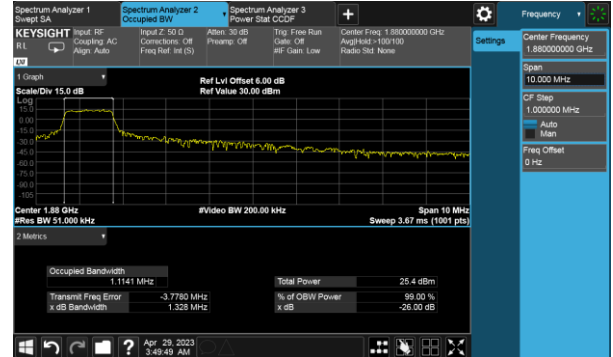 Spectrum Analyzer 1
Swept SA
Spectrum Analyzer 2
Occupied BW
Spectrum Analyzer 3
Power Stat CCDF
+
Frequency
KEYSIGHT
RL
Input: RF
Coupling: AC
Align: Auto
Input Z: 50 Ω
Corrections: Off
Freq Ref: Int (S)
Atten: 30 dB
Preamp: Off
Trig: Free Run
Gate: Off
#IF Gain: Low
Center Freq: 1.880000000 GHz
Avg|Hold:>100/100
Radio Std: None
LXI
Settings
Center Frequency
1.880000000 GHz
Span
10.000 MHz
CF Step
1.000000 MHz
Auto
Man
Freq Offset
0 Hz
1 Graph
Scale/Div 15.0 dB
Ref Lvl Offset 6.00 dB
Ref Value 30.00 dBm
Log
15.0
0.00
-15.0
-30.0
-45.0
-60.0
-75.0
-90.0
-105
Center 1.88 GHz
#Res BW 51.000 kHz
#Video BW 200.00 kHz
Span 10 MHz
Sweep 3.67 ms (1001 pts)
2 Metrics
Occupied Bandwidth
1.1141 MHz
Total Power 25.4 dBm
Transmit Freq Error -3.7780 MHz
% of OBW Power 99.00 %
x dB Bandwidth 1.328 MHz
x dB -26.00 dB
?
Apr 29, 2023
3:49:49 AM